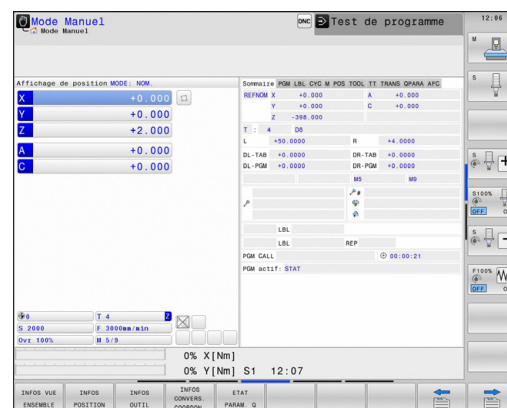 Mode Manuel
Mode Manuel
DNC
Test de programme
12:06
Affichage de position MODE: NOM.
X +0.000
Y +0.000
Z +2.000
A +0.000
C +0.000
0 T 4 Z
S 2000 F 3000mm/min
Ovr 100% M 5/9
Sommaire PGM LBL CYC M POS TOOL TT TRANS QPARA AFC
REFNOM X +0.000 A +0.000
Y +0.000 C +0.000
Z -398.000
T : 4 D8
L +50.0000 R +4.0000
DL-TAB +0.0000 DR-TAB +0.0000
DL-PGM +0.0000 DR-PGM +0.0000
M5 M9
#
LBL
LBL REP
PGM CALL 00:00:21
PGM actif: STAT
0% X[Nm]
0% Y[Nm] S1 12:07
M
S
S
S100%
OFF
S
F100%
OFF
INFOS VUE ENSEMBLE
INFOS POSITION
INFOS OUTIL
INFOS CONVERS. COORDON.
ETAT PARAM. Q